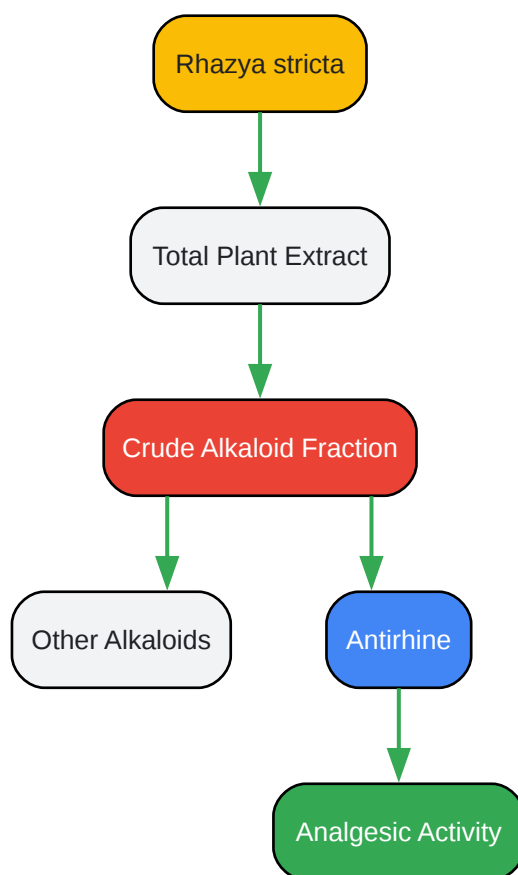 Rhazya stricta
Total Plant Extract
Crude Alkaloid Fraction
Other Alkaloids
Antirhine
Analgesic Activity